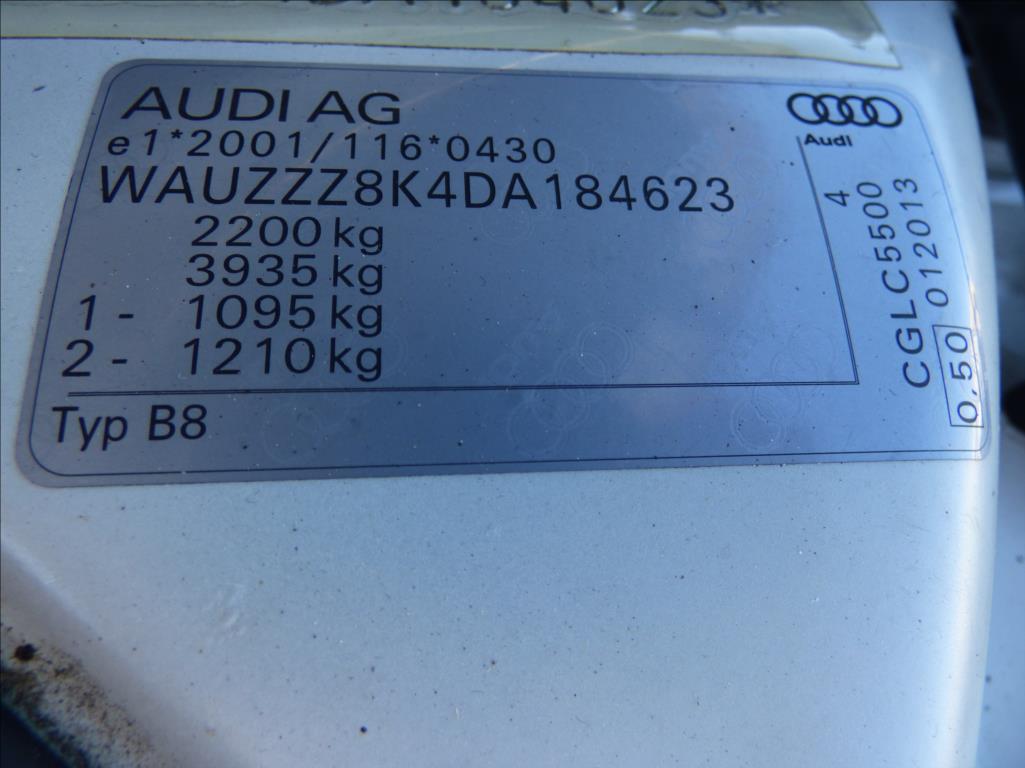 AUDI AG
Audi
e1*2001/116*0430
WAUZZZ8K4DA184623
2200 kg
3935 kg
1 - 1095 kg
2 - 1210 kg
Typ B8
4
CGLC5500
012013
0.50